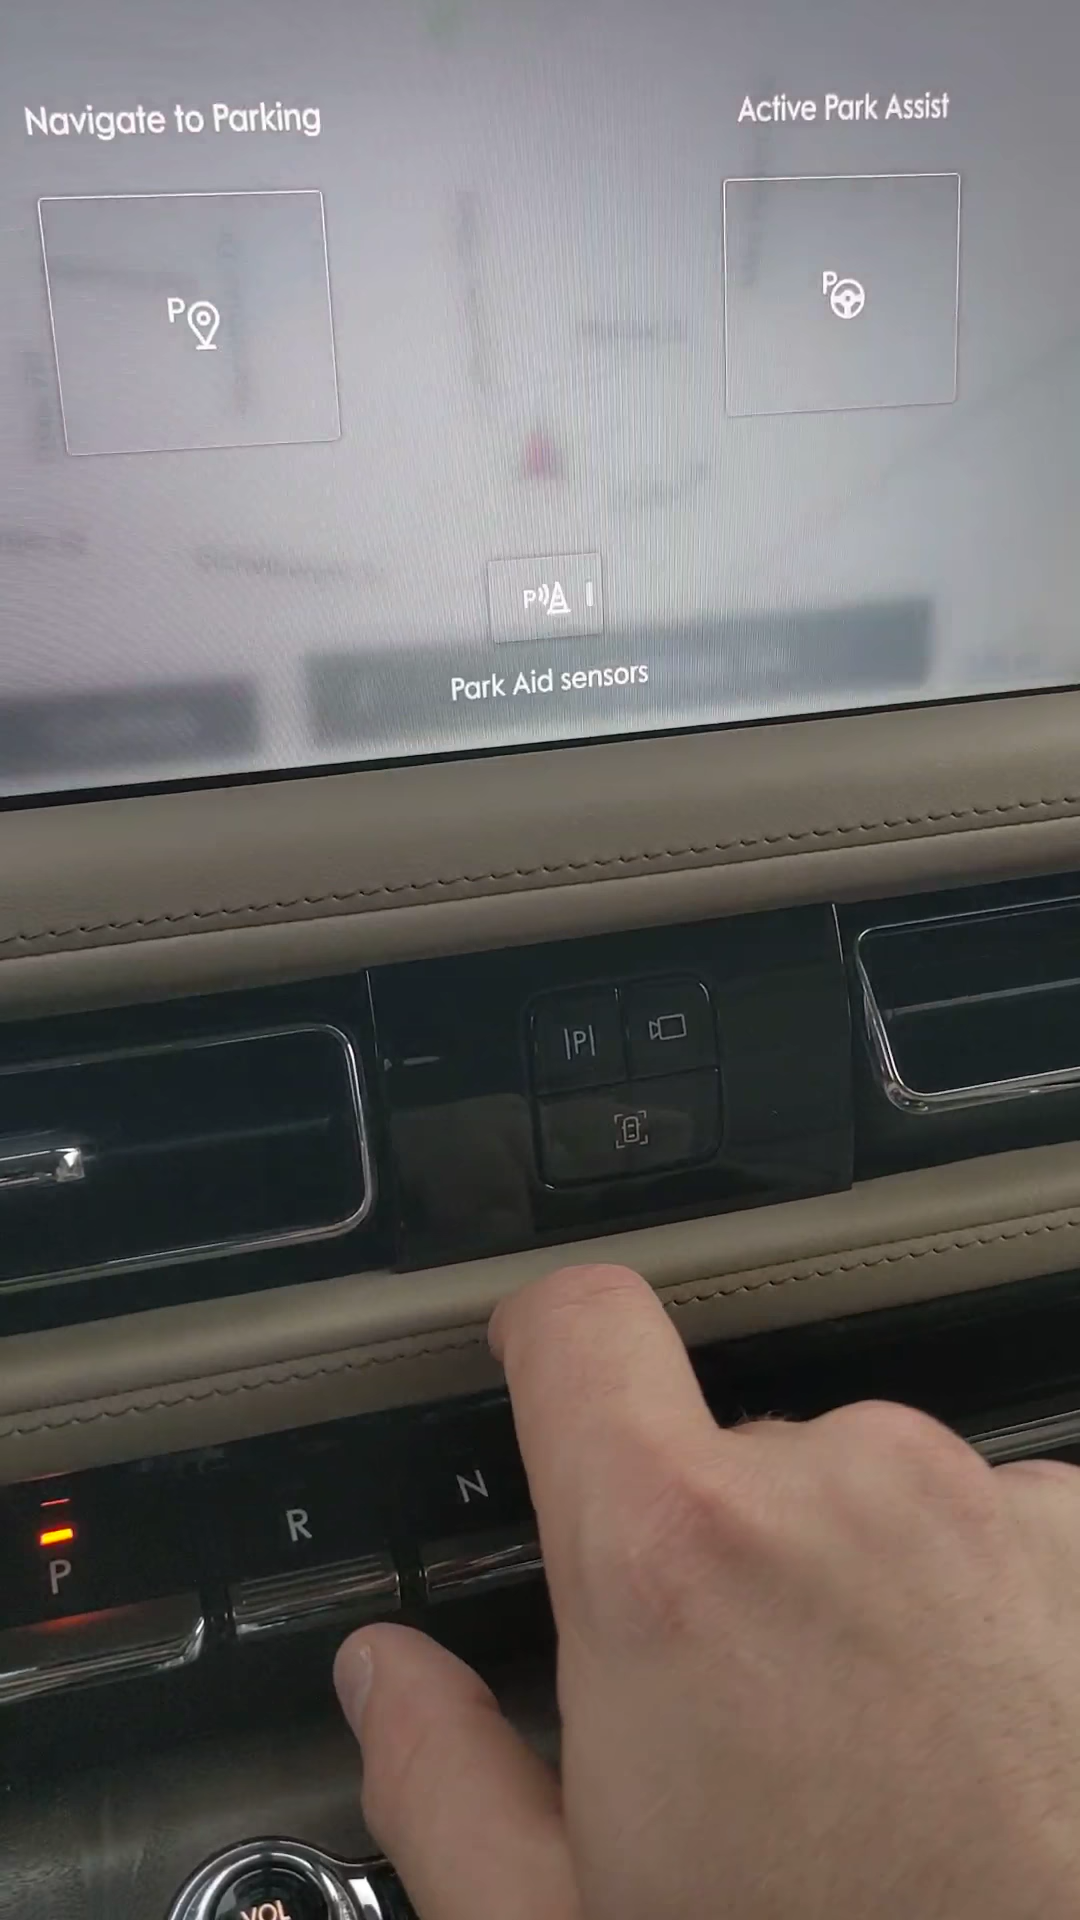 Navigate to Parking
Active Park Assist
P
P
P
Park Aid sensors
|P|
P
R
N
VOL